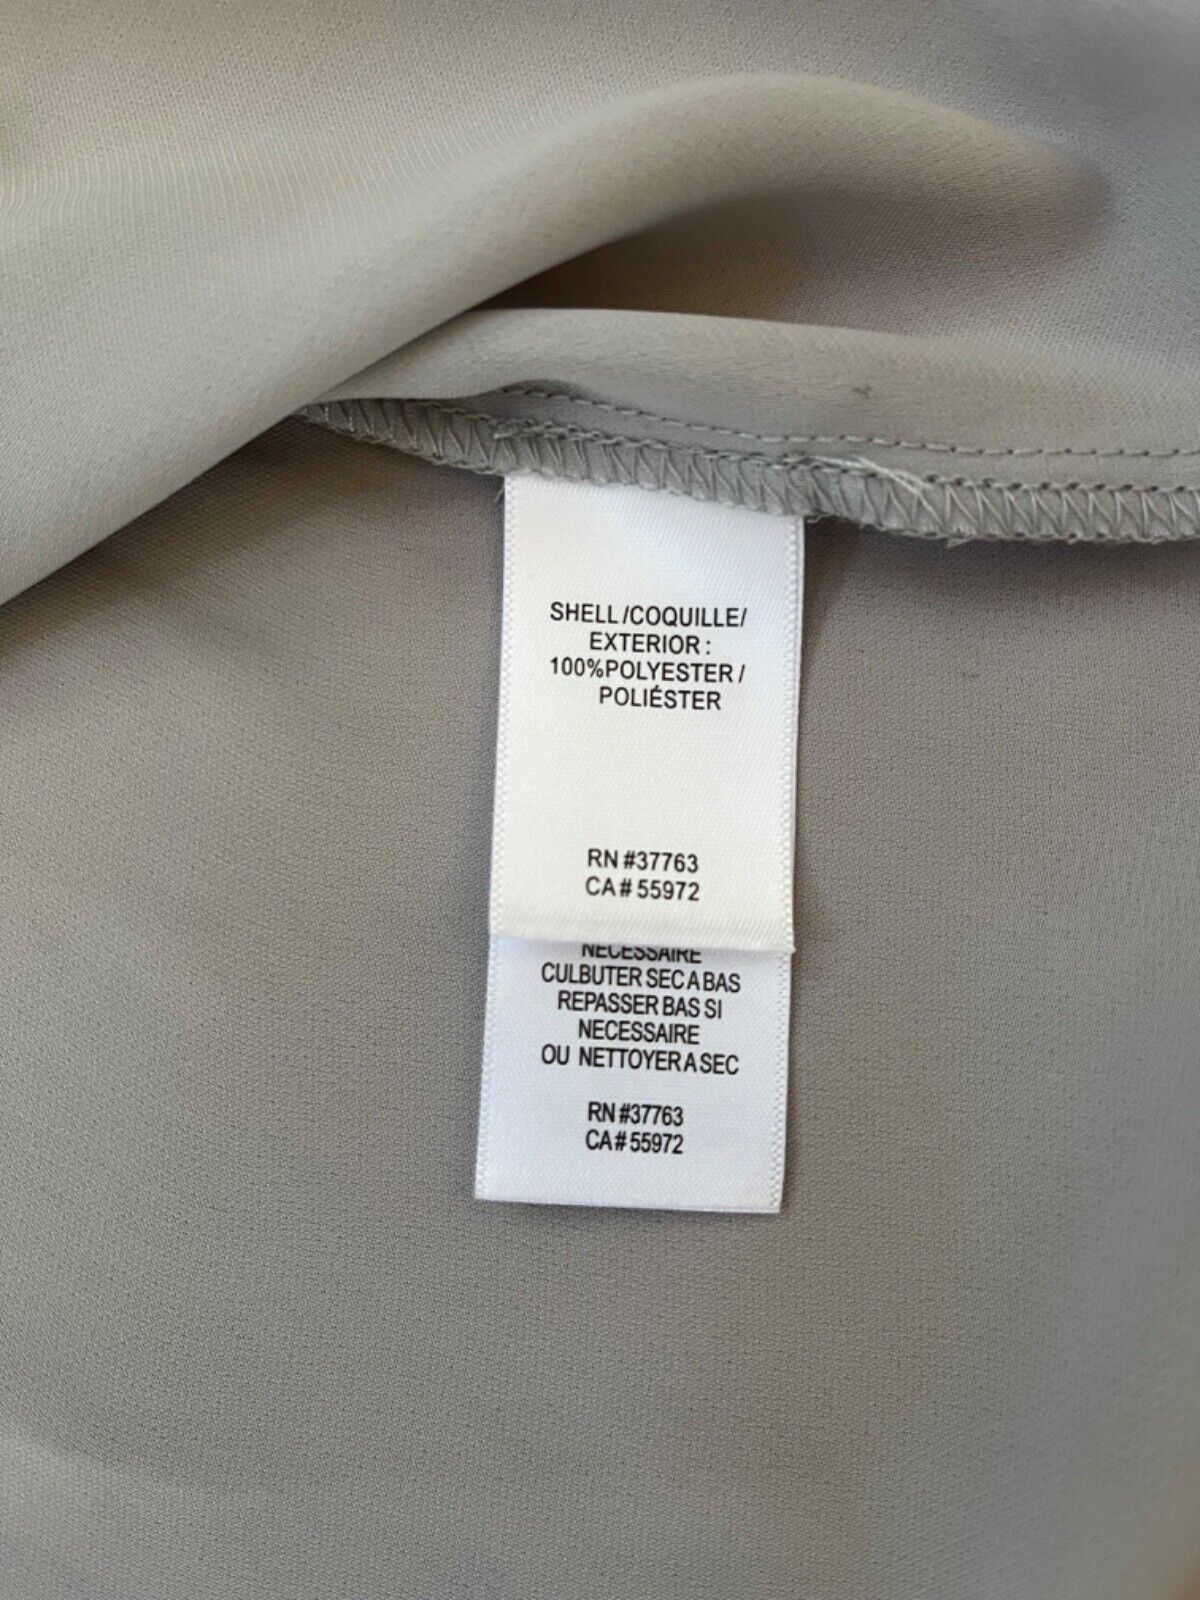 SHELL/COQUILLE/
EXTERIOR :
100%POLYESTER /
POLIÉSTER
RN #37763
CA# 55972
NECESSAIRE
CULBUTER SEC A BAS
REPASSER BAS SI
NECESSAIRE
OU NETTOYER A SEC
RN #37763
CA# 55972